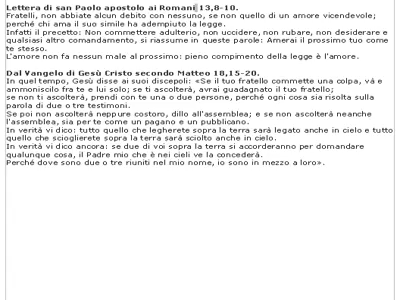 Lettera di san Paolo apostolo ai Romani 13,8-10.
Fratelli, non abbiate alcun debito con nessuno, se non quello di un amore vicendevole;
perché chi ama il suo simile ha adempiuto la legge.
Infatti il precetto: Non commettere adulterio, non uccidere, non rubare, non desiderare e
qualsiasi altro comandamento, si riassume in queste parole: Amerai il prossimo tuo come
te stesso.
L'amore non fa nessun male al prossimo: pieno compimento della legge è l'amore.
Dal Vangelo di Gesù Cristo secondo Matteo 18,15-20.
In quel tempo, Gesù disse ai suoi discepoli: «Se il tuo fratello commette una colpa, vá e
ammoniscilo fra te e lui solo; se ti ascolterà, avrai guadagnato il tuo fratello;
se non ti ascolterà, prendi con te una o due persone, perché ogni cosa sia risolta sulla
parola di due o tre testimoni.
Se poi non ascolterà neppure costoro, dillo all'assemblea; e se non ascolterà neanche
l'assemblea, sia per te come un pagano e un pubblicano.
In verità vi dico: tutto quello che legherete sopra la terra sarà legato anche in cielo e tutto
quello che scioglierete sopra la terra sarà sciolto anche in cielo.
In verità vi dico ancora: se due di voi sopra la terra si accorderanno per domandare
qualunque cosa, il Padre mio che è nei cieli ve la concederà.
Perché dove sono due o tre riuniti nel mio nome, io sono in mezzo a loro».